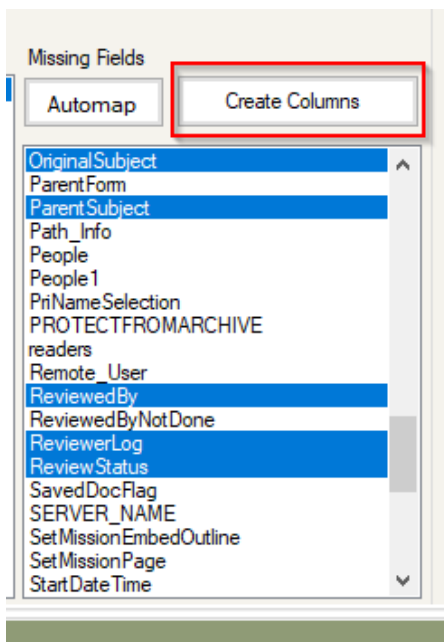 Missing Fields
Automap
Create Columns
OriginalSubject
ParentForm
ParentSubject
Path_Info
People
People1
PriNameSelection
PROTECTFROMARCHIVE
readers
Remote_User
ReviewedBy
ReviewedByNotDone
ReviewerLog
ReviewStatus
SavedDocFlag
SERVER_NAME
SetMissionEmbedOutline
SetMissionPage
StartDateTime